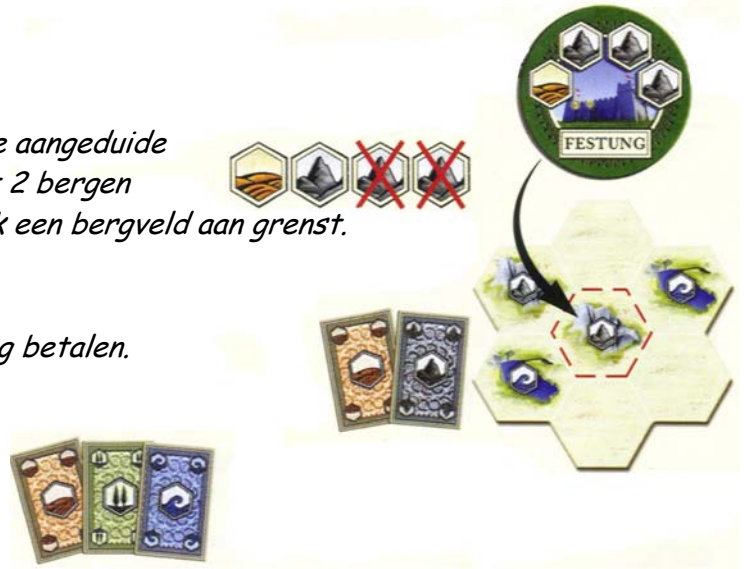 FESTUNG
aangeduide
2 bergen
een bergveld aan grenst.
betalen.